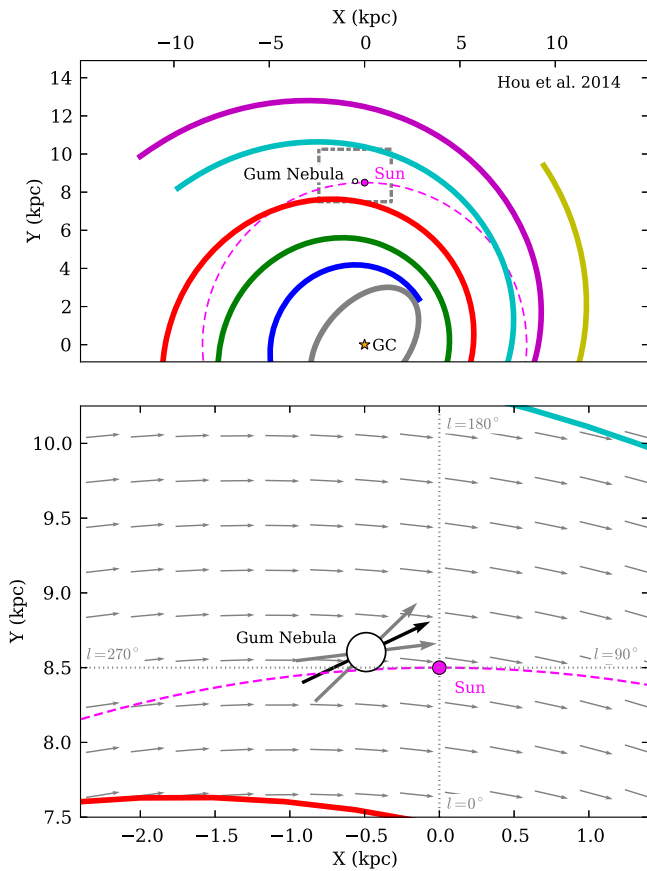 X (kpc)
−10 −5 0 5 10
Hou et al. 2014
14
12
10
8
6
4
2
0
Y (kpc)
Gum Nebula
Sun
GC
10.0
9.5
9.0
8.5
8.0
7.5
Y (kpc)
l=180°
Gum Nebula
l=270°
l=90°
Sun
l=0°
−2.0 −1.5 −1.0 −0.5 0.0 0.5 1.0
X (kpc)